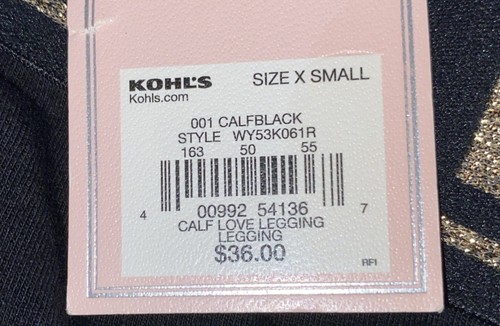 KOHL'S SIZE X SMALL
Kohls.com
001 CALFBLACK
STYLE WY53K061R
163 50 55
4 00992 54136 7
CALF LOVE LEGGING
LEGGING
$36.00
RFI